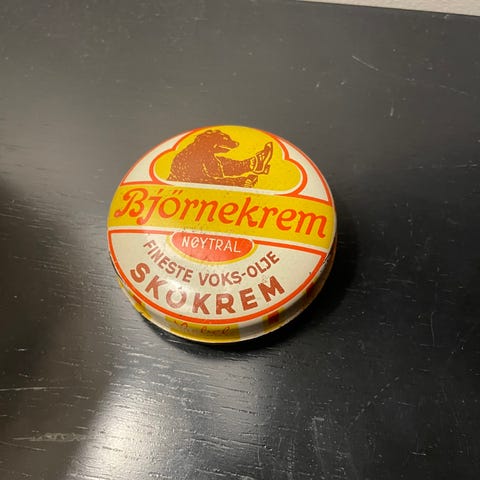 Björnekrem
NØYTRAL
FINESTE VOKS-OLJE
SKOKREM